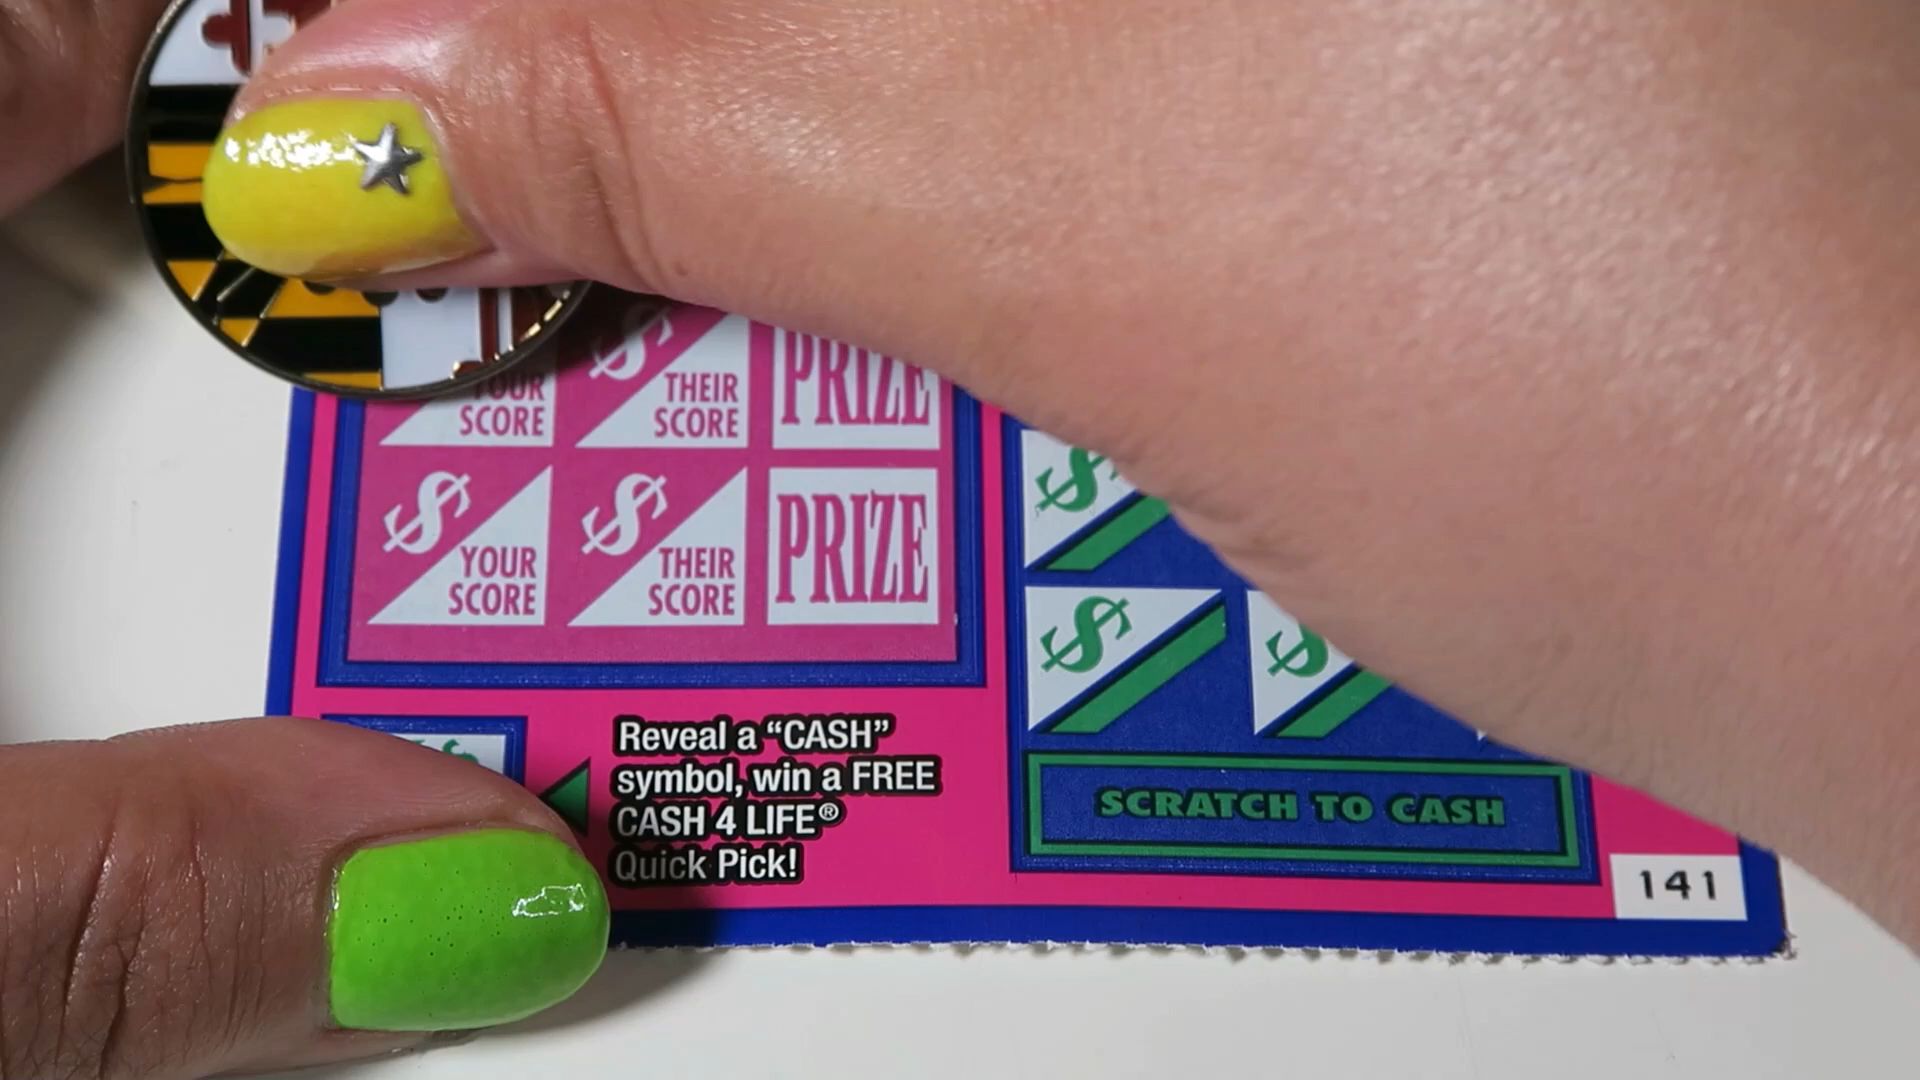 YOUR
SCORE
THEIR
SCORE
PRIZE
$
YOUR
SCORE
$
THEIR
SCORE
PRIZE
$
$
$
$
Reveal a “CASH”
symbol, win a FREE
CASH 4 LIFE®
Quick Pick!
SCRATCH TO CASH
141